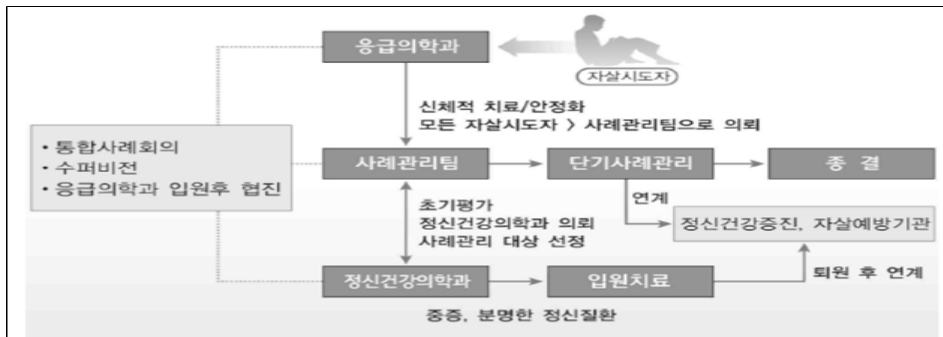 응급의학과
자살시도자
신체적 치료/안정화
모든 자살시도자 > 사례관리팀으로 의뢰
• 통합사례회의
• 수퍼비전
• 응급의학과 입원후 협진
사례관리팀
단기사례관리
종 결
초기평가
정신건강의학과 의뢰
사례관리 대상 선정
연계
정신건강증진, 자살예방기관
정신건강의학과
입원치료
퇴원 후 연계
중증, 분명한 정신질환